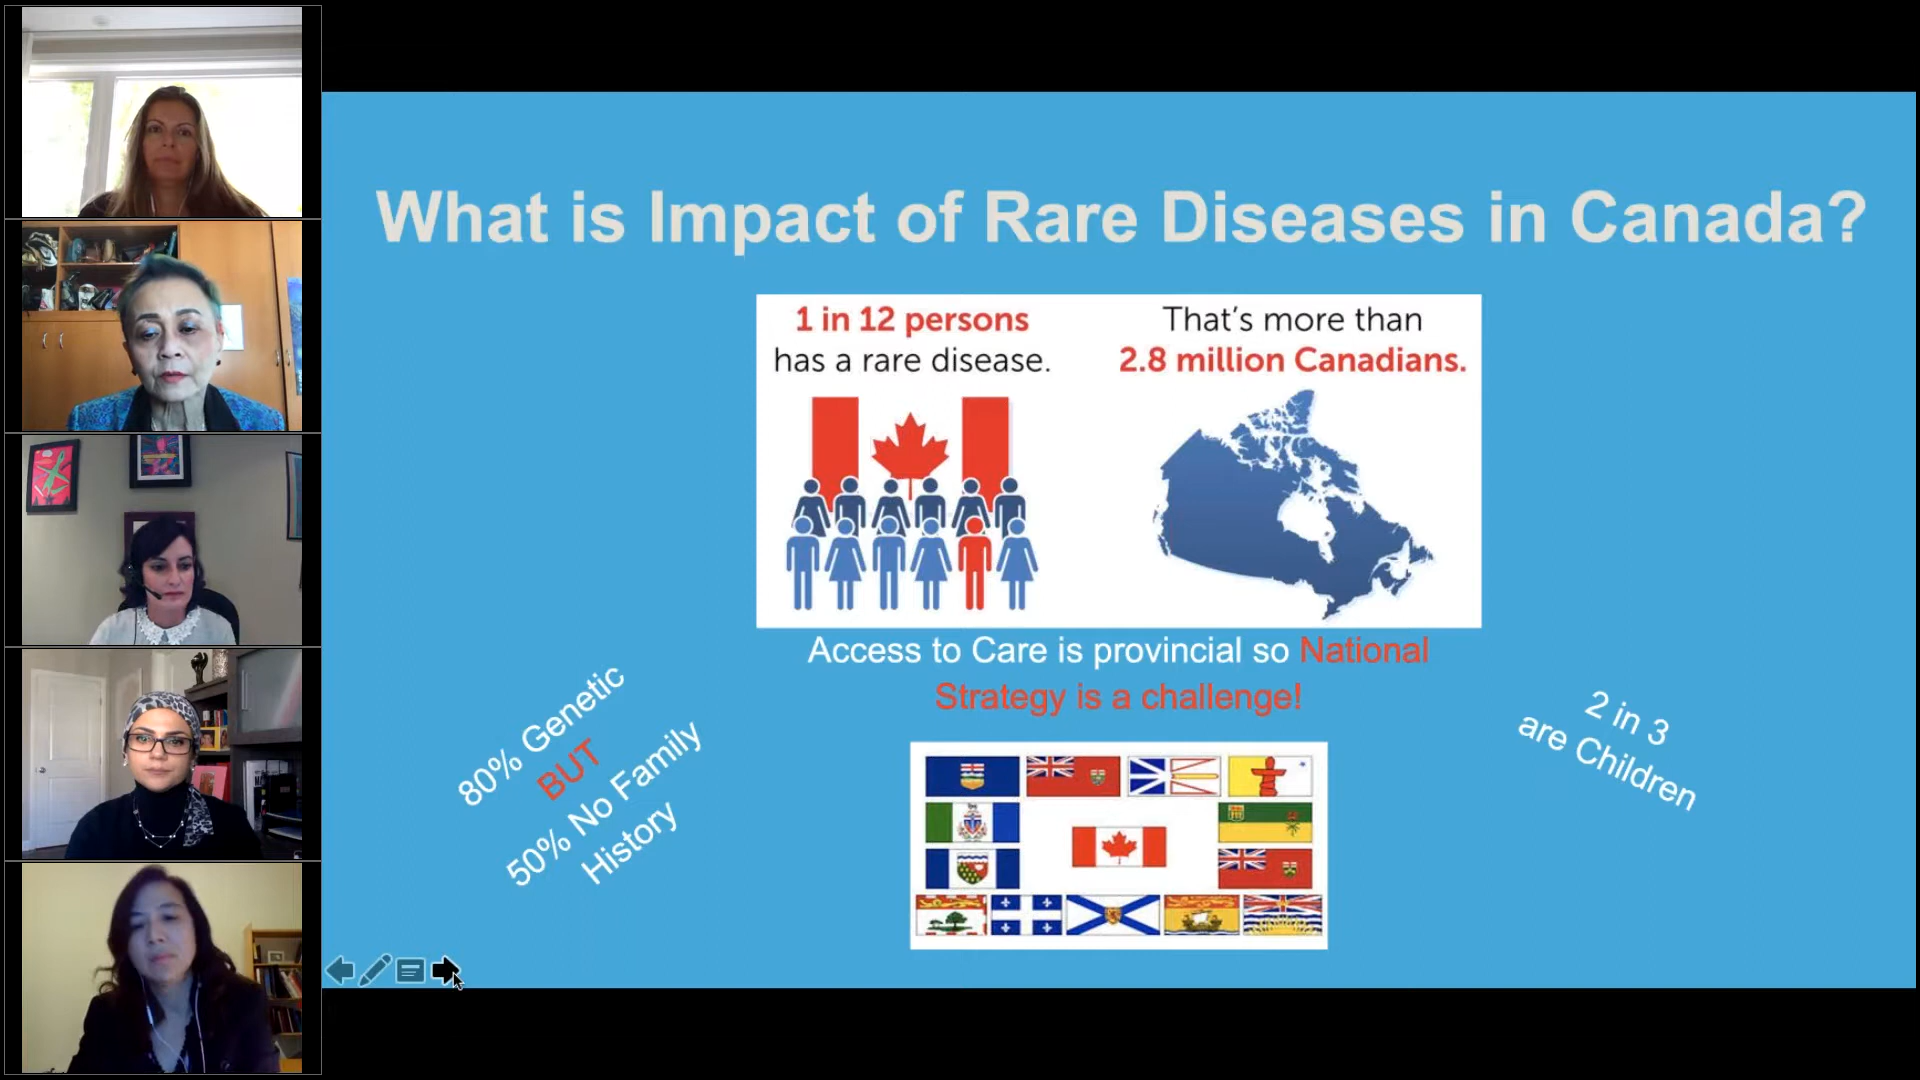 What is Impact of Rare Diseases in Canada?
1 in 12 persons
has a rare disease.
That's more than
2.8 million Canadians.
Access to Care is provincial so National
Strategy is a challenge!
80% Genetic
BUT
50% No Family
History
2 in 3
are Children